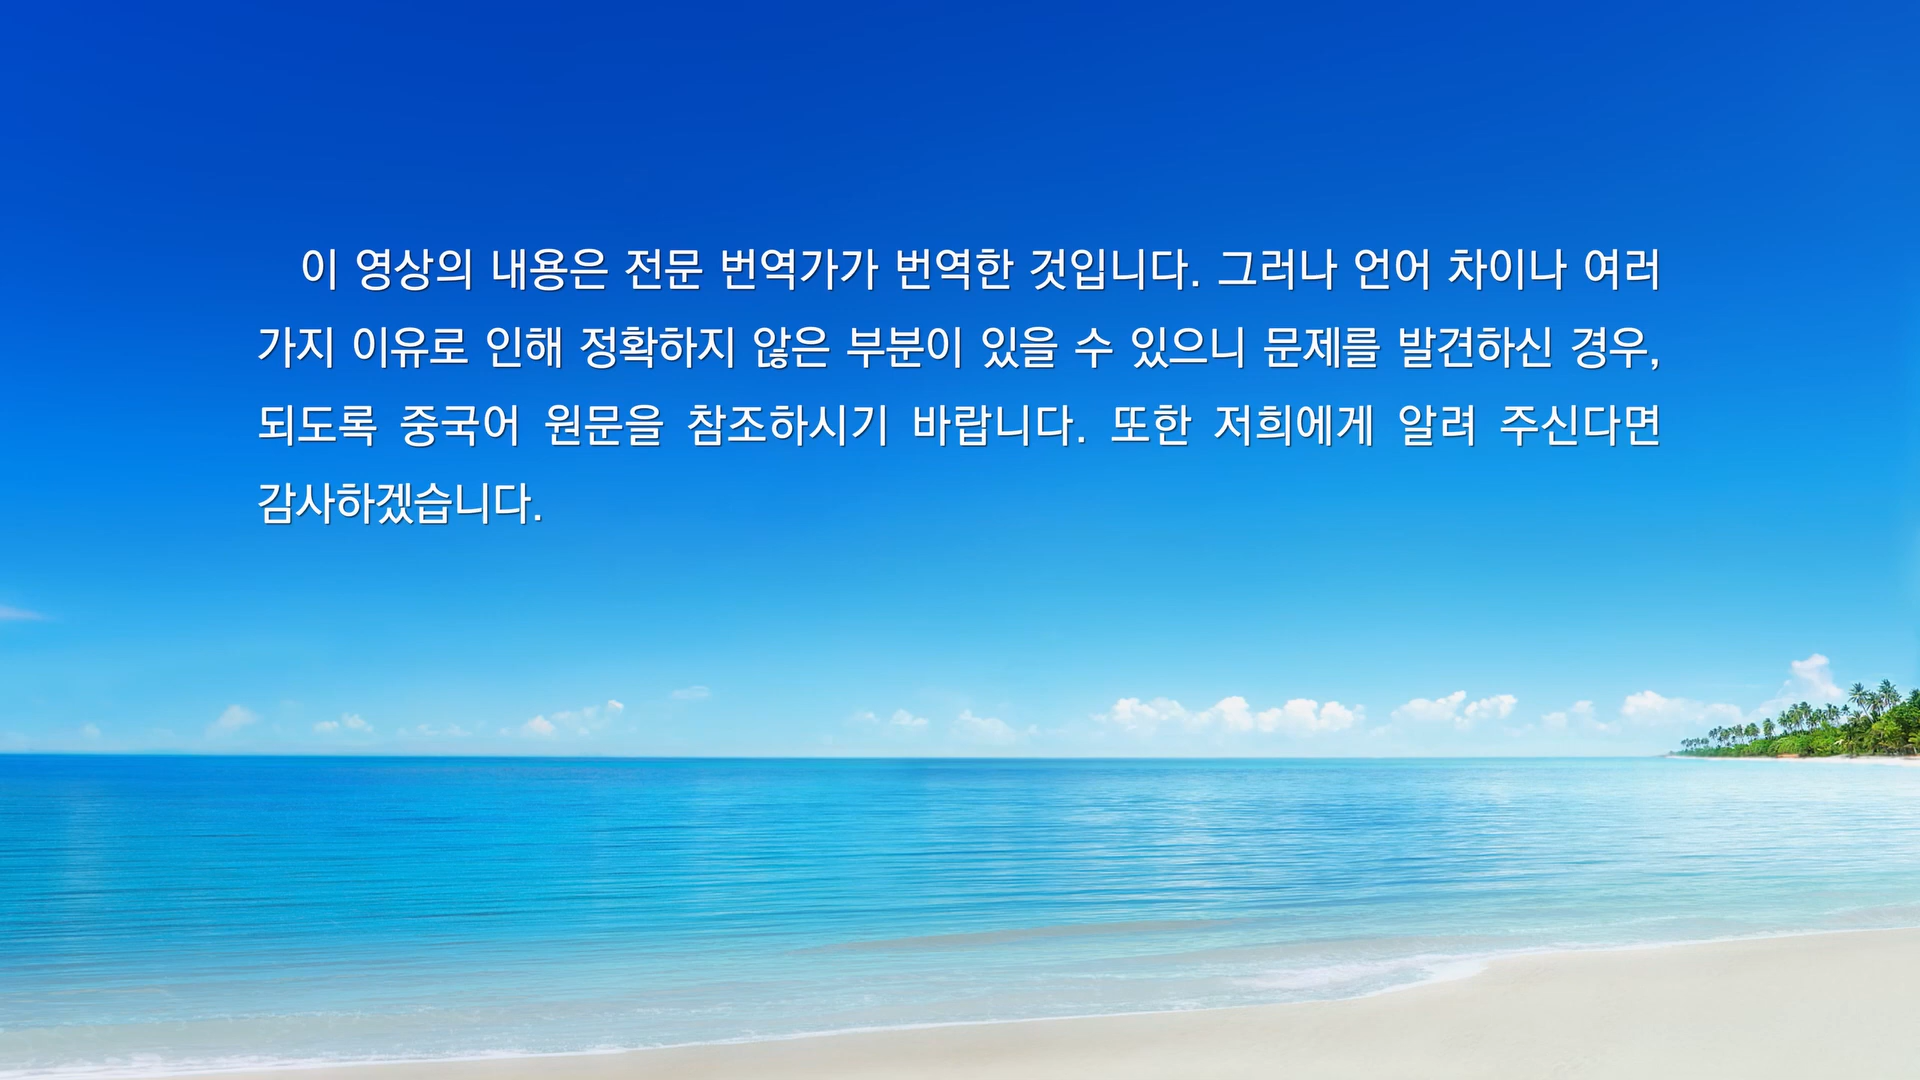 이 영상의 내용은 전문 번역가가 번역한 것입니다. 그러나 언어 차이나 여러
가지 이유로 인해 정확하지 않은 부분이 있을 수 있으니 문제를 발견하신 경우,
되도록 중국어 원문을 참조하시기 바랍니다. 또한 저희에게 알려 주신다면
감사하겠습니다.